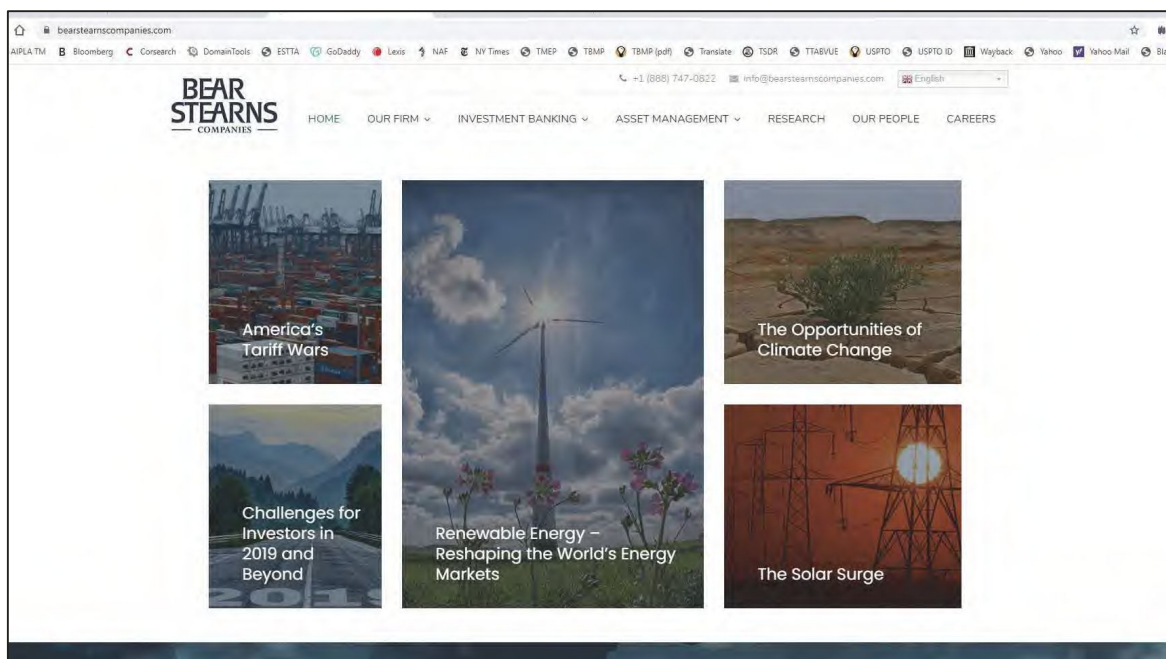 bearstearnscompanies.com
AIPLA TM B Bloomberg C Corsearch DomainTools ESTTA GoDaddy Lexis NAF NY Times TMEP TBMP TBMP (pdf) Translate TSDR TTABVUE USPTO USPTO ID Wayback Yahoo Yahoo Mail
+1 (888) 747-0822 info@bearstearnscompanies.com English
BEAR
STEARNS
COMPANIES
HOME OUR FIRM INVESTMENT BANKING ASSET MANAGEMENT RESEARCH OUR PEOPLE CAREERS
America's
Tariff Wars
The Opportunities of
Climate Change
Challenges for
Investors in
2019 and
Beyond
2019
Renewable Energy –
Reshaping the World's Energy
Markets
The Solar Surge